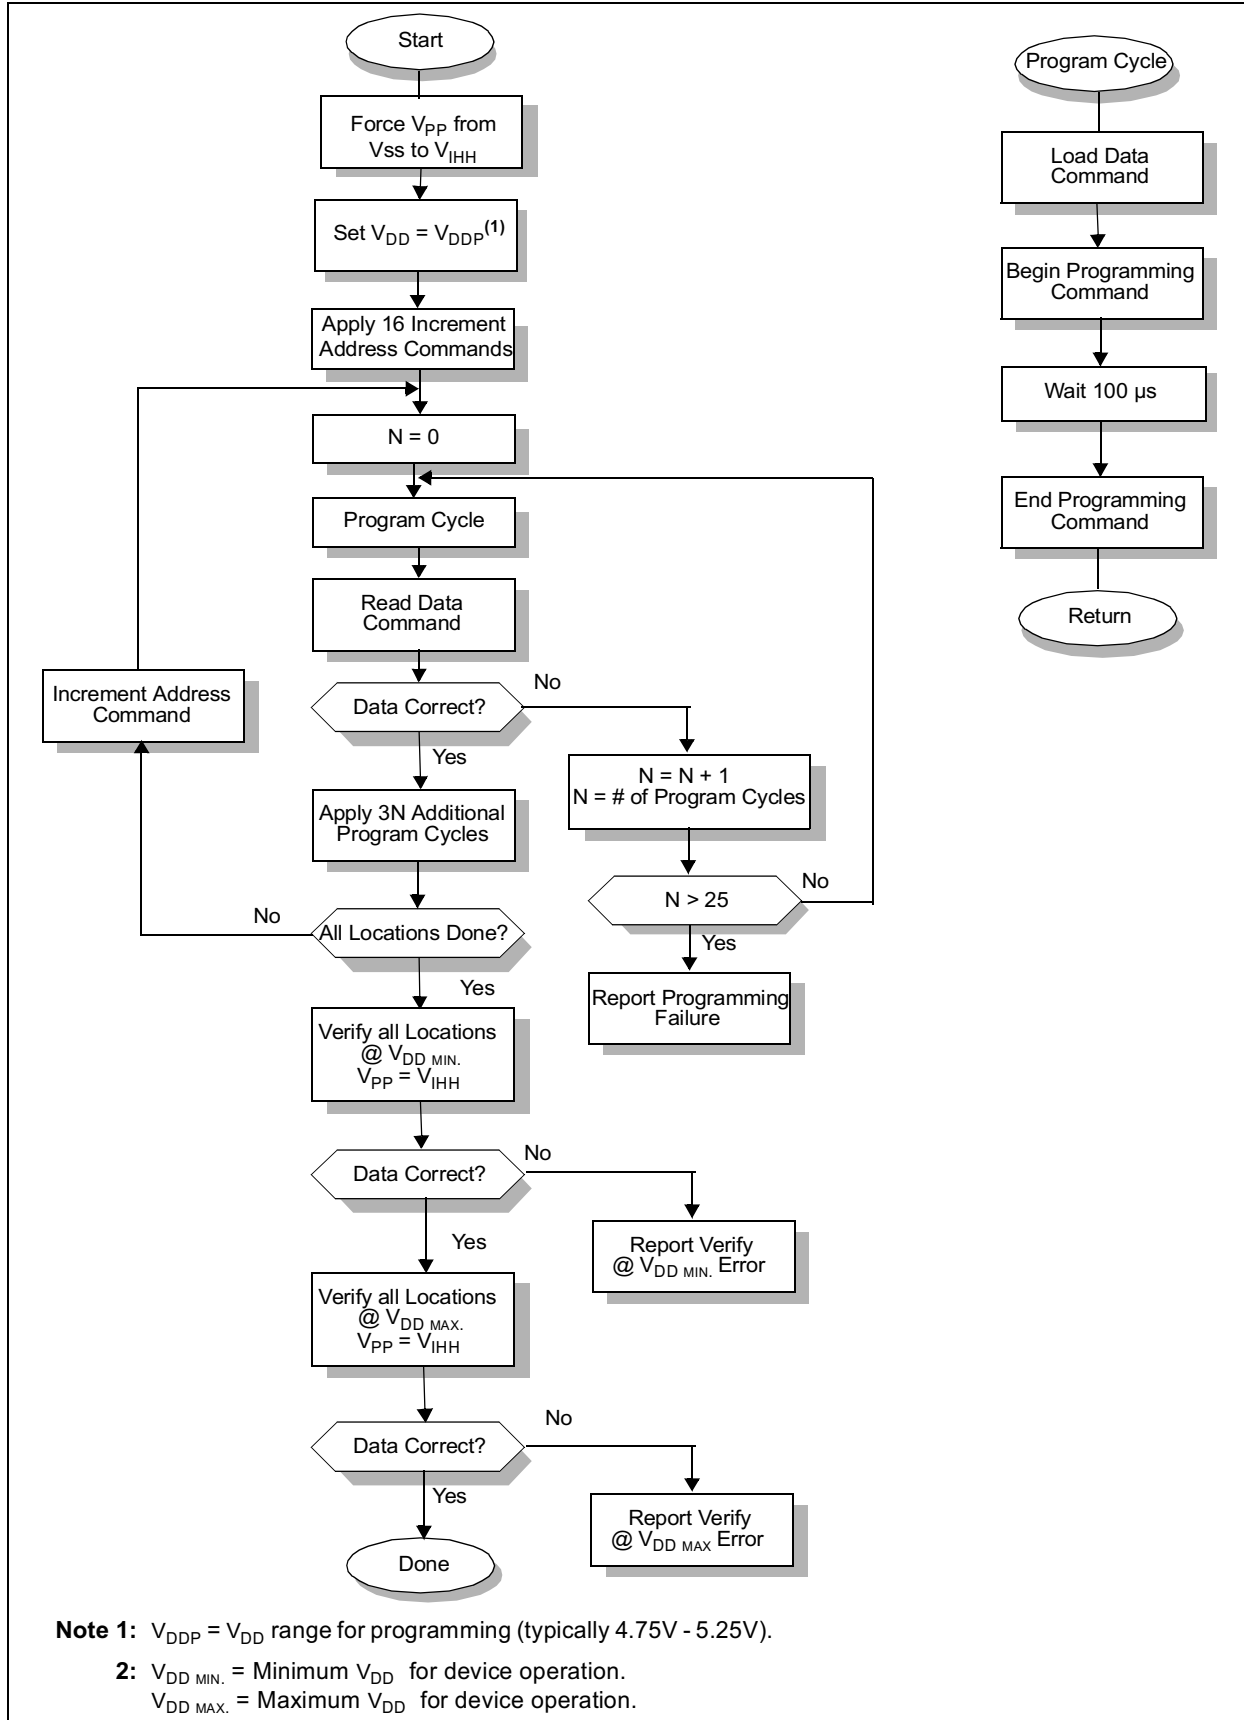 Start
Force VPP from
Vss to VIHH
Set VDD = VDDP(1)
Apply 16 Increment
Address Commands
N = 0
Program Cycle
Read Data
Command
Data Correct?
No
Yes
Increment Address
Command
N = N + 1
N = # of Program Cycles
Apply 3N Additional
Program Cycles
N > 25
No
Yes
All Locations Done?
No
Yes
Report Programming
Failure
Verify all Locations
@ VDD MIN.
VPP = VIHH
Data Correct?
No
Yes
Report Verify
@ VDD MIN. Error
Verify all Locations
@ VDD MAX.
VPP = VIHH
Data Correct?
No
Yes
Report Verify
@ VDD MAX Error
Done
Program Cycle
Load Data
Command
Begin Programming
Command
Wait 100 µs
End Programming
Command
Return
Note 1: VDDP = VDD range for programming (typically 4.75V - 5.25V).
2: VDD MIN. = Minimum VDD for device operation.
VDD MAX. = Maximum VDD for device operation.